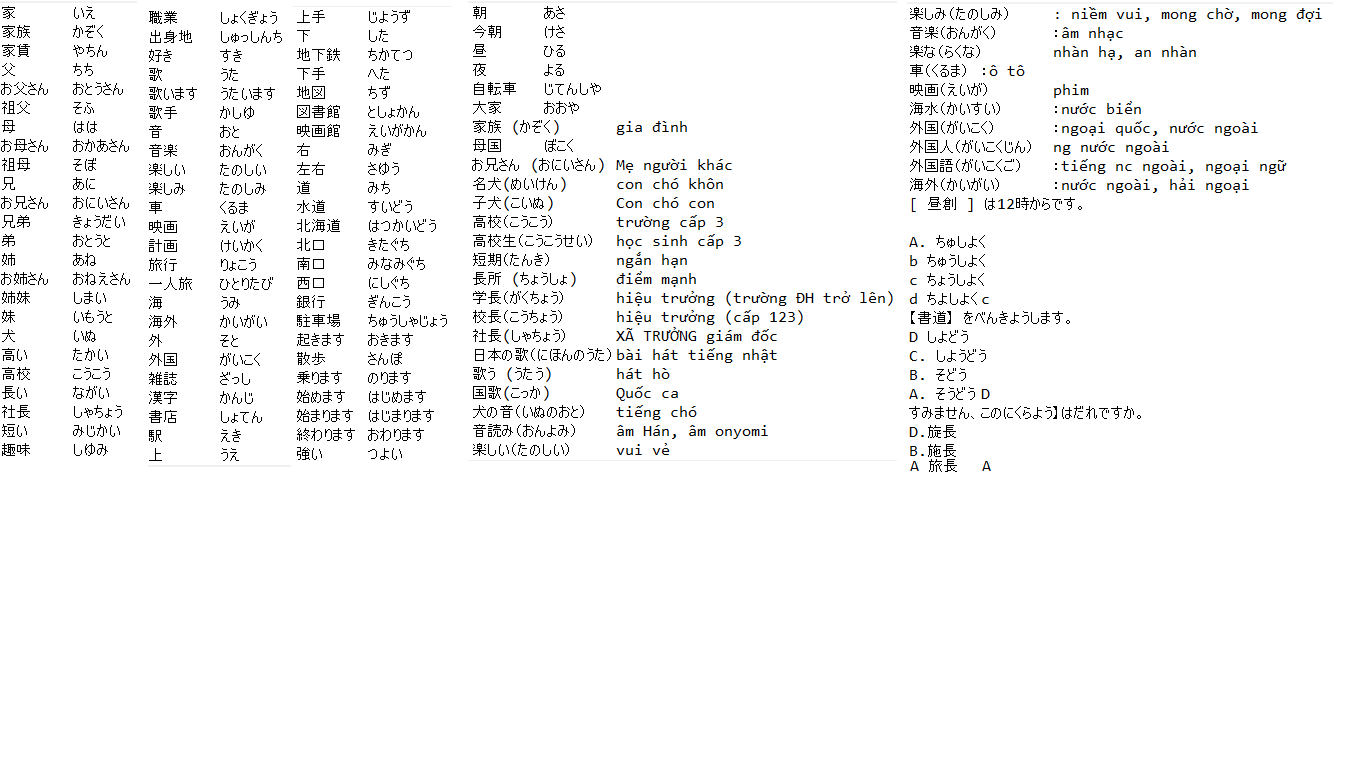 家 いえ
家族 かぞく
家賃 やちん
父 ちち
お父さん おとうさん
祖父 そふ
母 はは
お母さん おかあさん
祖母 そぼ
兄 あに
お兄さん おにいさん
兄弟 きょうだい
弟 おとうと
姉 あね
お姉さん おねえさん
姉妹 しまい
妹 いもうと
犬 いぬ
高い たかい
高校 こうこう
長い ながい
社長 しゃちょう
短い みじかい
趣味 しゆみ
職業 しょくぎょう
出身地 しゅっしんち
好き すき
歌 うた
歌います うたいます
歌手 かしゆ
音 おと
音楽 おんがく
楽しい たのしい
楽しみ たのしみ
車 くるま
映画 えいが
計画 けいかく
旅行 りょこう
一人旅 ひとりたび
海 うみ
海外 かいがい
外 そと
外国 がいこく
雑誌 ざっし
漢字 かんじ
書店 しょてん
駅 えき
上 うえ
上手 じようず
下 した
地下鉄 ちかてつ
下手 へた
地図 ちず
図書館 としょかん
映画館 えいがかん
右 みぎ
左右 さゆう
道 みち
水道 すいどう
北海道 はつかいどう
北口 きたぐち
南口 みなみぐち
西口 にしぐち
銀行 ぎんこう
駐車場 ちゅうしゃじょう
起きます おきます
散歩 さんぽ
乗ります のります
始めます はじめます
始まります はじまります
終わります おわります
強い つよい
朝 あさ
今朝 けさ
昼 ひる
夜 よる
自転車 じてんしや
大家 おおや
家族 (かぞく) gia đình
母国 ぼこく
お兄さん (おにいさん) Mẹ người khác
名犬(めいけん) con chó khôn
子犬(こいぬ) Con chó con
高校(こうこう) trường cấp 3
高校生(こうこうせい) học sinh cấp 3
短期(たんき) ngắn hạn
長所 (ちょうしょ) điểm mạnh
学長(がくちょう) hiệu trưởng (trường ĐH trở lên)
校長(こうちょう) hiệu trưởng (cấp 123)
社長(しゃちょう) XÃ TRƯỞNG giám đốc
日本の歌(にほんのうた) bài hát tiếng nhật
歌う (うたう) hát hò
国歌(こっか) Quốc ca
犬の音(いぬのおと) tiếng chó
音読み(おんよみ) âm Hán, âm onyomi
楽しい(たのしい) vui vẻ
楽しみ(たのしみ) : niềm vui, mong chờ, mong đợi
音楽(おんがく) :âm nhạc
楽な(らくな) nhàn hạ, an nhàn
車(くるま) :ô tô
映画(えいが) phim
海水(かいすい) :nước biển
外国(がいこく) :ngoại quốc, nước ngoài
外国人(がいこくじん) ng nước ngoài
外国語(がいこくご) :tiếng nc ngoài, ngoại ngữ
海外(かいがい) :nước ngoài, hải ngoại
[ 昼創 ] は12時からです。
A. ちゅしよく
b ちゅうしよく
c ちょうしよく
d ちよしよくc
【書道】をべんきようします。
D しよどう
C. しようどう
B. そどう
A. そうどうD
すみません、このにくらよう】はだれですか。
D.旋長
B.施長
A 旅長 A